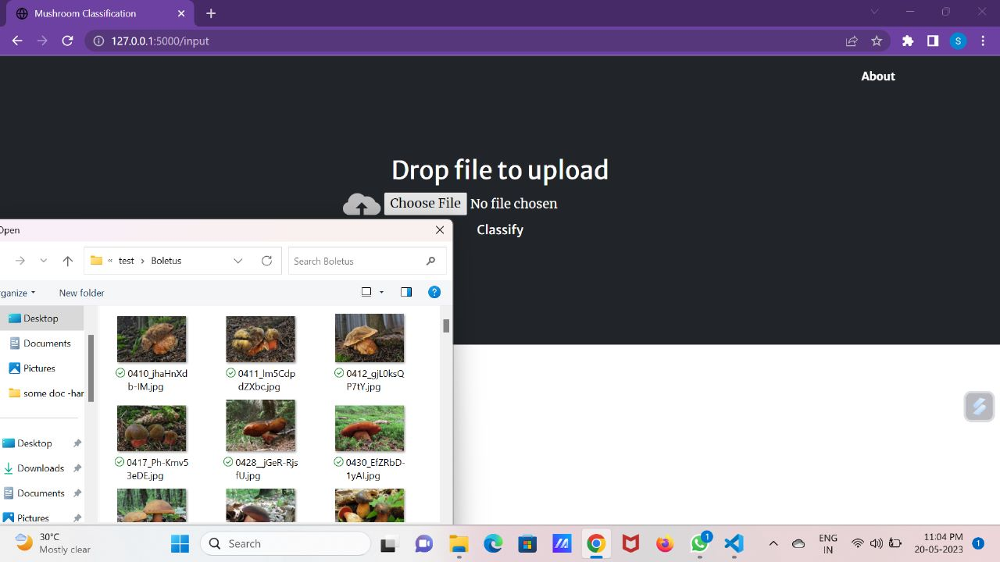 Mushroom Classification
127.0.0.1:5000/input
S
About
Drop file to upload
Choose File No file chosen
Classify
Open
« test › Boletus
Search Boletus
rganize
New folder
Desktop
Documents
Pictures
some doc -har
Desktop
Downloads
Documents
Pictures
0410_jhaHnXd
b-IM.jpg
0411_lm5Cdp
dZXbc.jpg
0412_gjL0ksQ
P7tY.jpg
0417_Ph-Kmv5
3eDE.jpg
0428__jGeR-Rjs
fU.jpg
0430_EfZRbD-
1yAI.jpg
30°C
Mostly clear
Search
1
ENG
IN
11:04 PM
20-05-2023
1